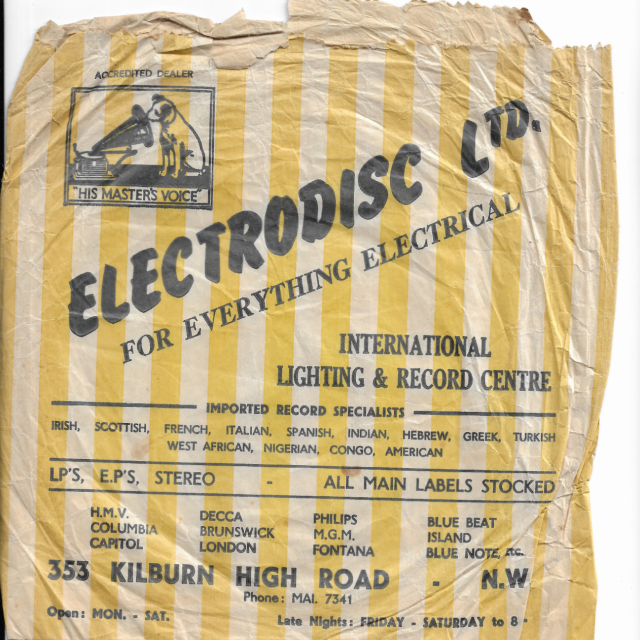 ACCREDITED DEALER
"HIS MASTER'S VOICE"
ELECTRODISC LTD.
FOR EVERYTHING ELECTRICAL
INTERNATIONAL
LIGHTING & RECORD CENTRE
IMPORTED RECORD SPECIALISTS
IRISH, SCOTTISH, FRENCH, ITALIAN, SPANISH, INDIAN, HEBREW, GREEK, TURKISH
WEST AFRICAN, NIGERIAN, CONGO, AMERICAN
LP'S, E.P'S, STEREO - ALL MAIN LABELS STOCKED
H.M.V. DECCA PHILIPS BLUE BEAT
COLUMBIA BRUNSWICK M.G.M. ISLAND
CAPITOL LONDON FONTANA BLUE NOTE, ETC.
353 KILBURN HIGH ROAD - N.W.
Phone: MAI. 7341
Open: MON. - SAT. Late Nights: FRIDAY - SATURDAY to 8